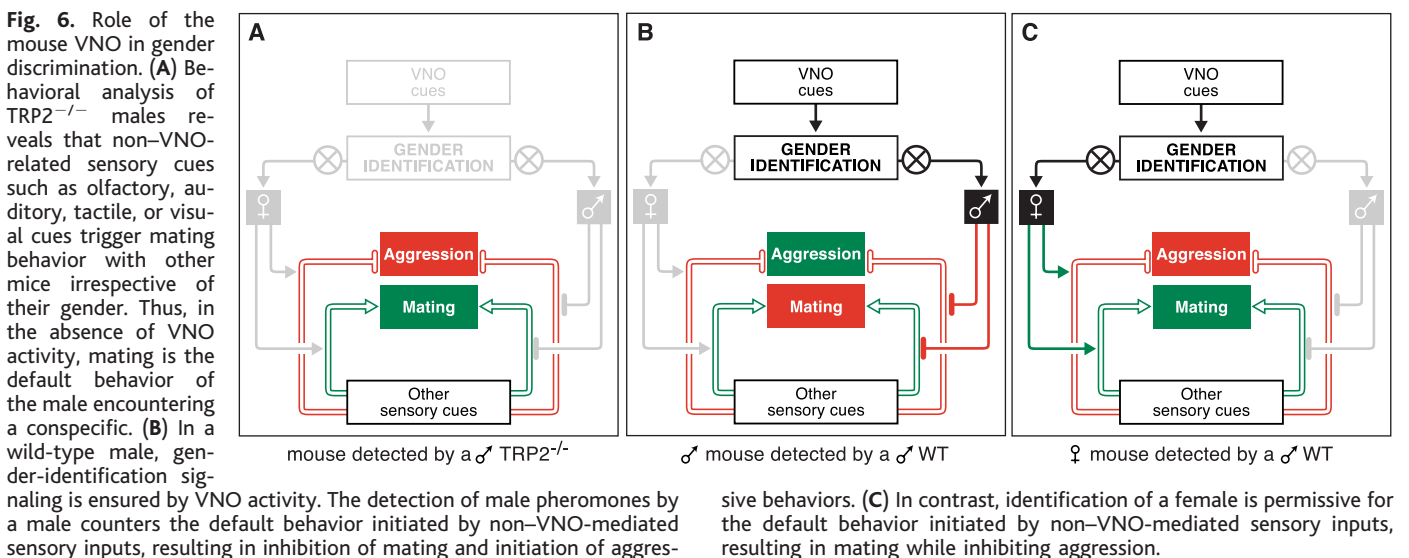 Fig. 6. Role of the
mouse VNO in gender
discrimination. (A) Be-
havioral analysis of
TRP2−/− males re-
veals that non–VNO-
related sensory cues
such as olfactory, au-
ditory, tactile, or visu-
al cues trigger mating
behavior with other
mice irrespective of
their gender. Thus, in
the absence of VNO
activity, mating is the
default behavior of
the male encountering
a conspecific. (B) In a
wild-type male, gen-
der-identification sig-
naling is ensured by VNO activity. The detection of male pheromones by
a male counters the default behavior initiated by non–VNO-mediated
sensory inputs, resulting in inhibition of mating and initiation of aggres-
sive behaviors. (C) In contrast, identification of a female is permissive for
the default behavior initiated by non–VNO-mediated sensory inputs,
resulting in mating while inhibiting aggression.
A
VNO
cues
GENDER
IDENTIFICATION
♀
♂
Aggression
Mating
Other
sensory cues
mouse detected by a ♂ TRP2-/-
B
VNO
cues
GENDER
IDENTIFICATION
♀
♂
Aggression
Mating
Other
sensory cues
♂ mouse detected by a ♂ WT
C
VNO
cues
GENDER
IDENTIFICATION
♀
♂
Aggression
Mating
Other
sensory cues
♀ mouse detected by a ♂ WT